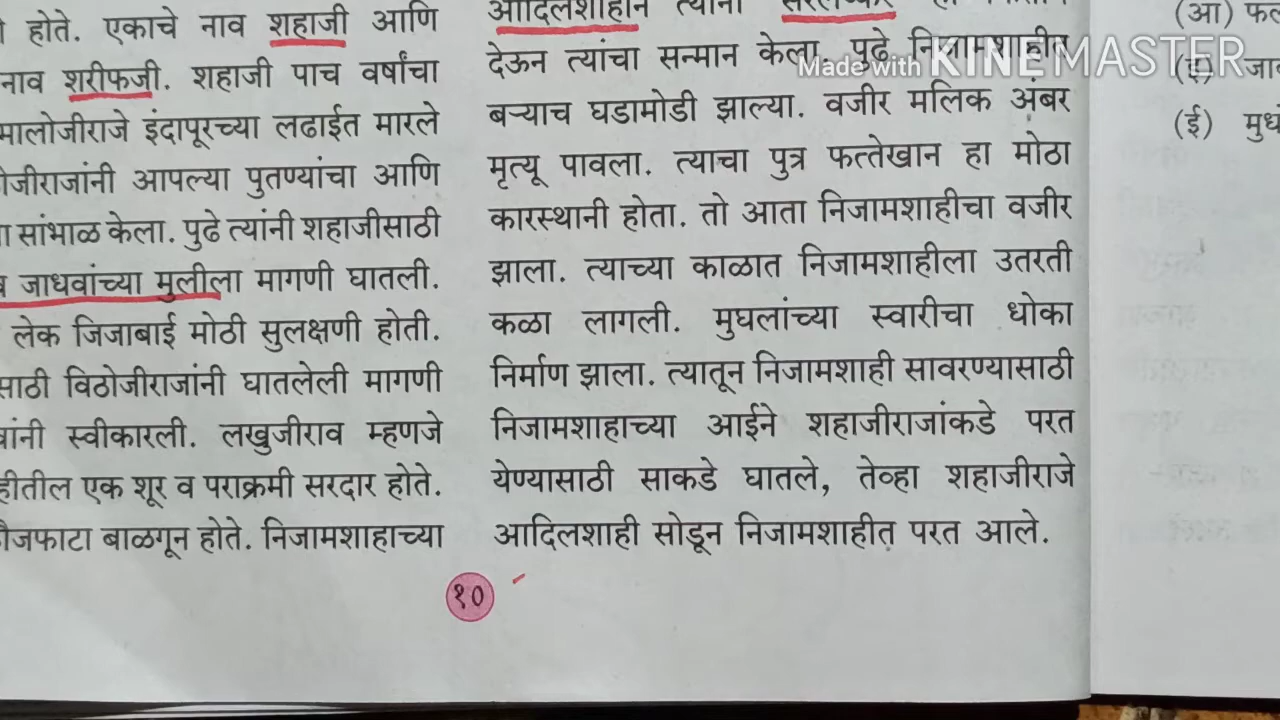 होते. एकाचे नाव शहाजी आणि
नाव शरीफजी. शहाजी पाच वर्षांचा
मालोजीराजे इंदापूरच्या लढाईत मारले
आपल्या पुतण्यांचा आणि
सांभाळ केला. पुढे त्यांनी शहाजीसाठी
जाधवांच्या मुलीला मागणी घातली.
लेक जिजाबाई मोठी सुलक्षणी होती.
विठोजीराजांनी घातलेली मागणी
स्वीकारली. लखुजीराव म्हणजे
एक शूर व पराक्रमी सरदार होते.
बाळगून होते. निजामशाहाच्या
आदिलशाहाने त्यांना
देऊन त्यांचा सन्मान केला. पुढे निजामशाहीत
बऱ्याच घडामोडी झाल्या. वजीर मलिक अंबर
मृत्यू पावला. त्याचा पुत्र फत्तेखान हा मोठा
कारस्थानी होता. तो आता निजामशाहीचा वजीर
झाला. त्याच्या काळात निजामशाहीला उतरती
कळा लागली. मुघलांच्या स्वारीचा धोका
निर्माण झाला. त्यातून निजामशाही सावरण्यासाठी
निजामशाहाच्या आईने शहाजीराजांकडे परत
येण्यासाठी साकडे घातले, तेव्हा शहाजीराजे
आदिलशाही सोडून निजामशाहीत परत आले.
१०
(आ)
(इ)
(ई)
Made with KINEMASTER